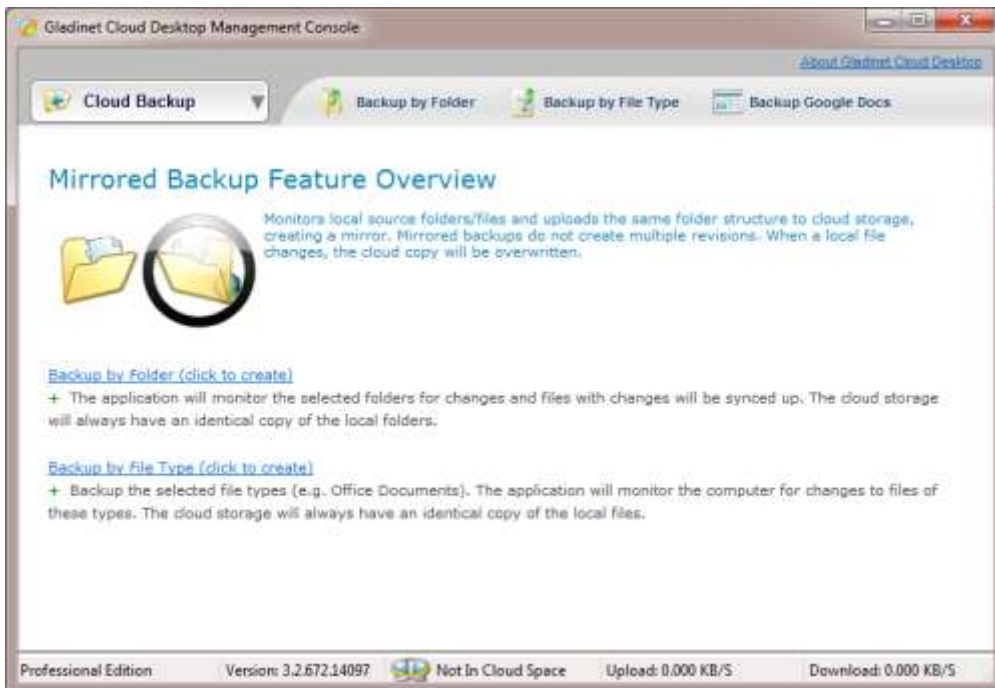 Gladinet Cloud Desktop Management Console
About Gladinet Cloud Desktop
Cloud Backup
Backup by Folder
Backup by File Type
Backup Google Docs
Mirrored Backup Feature Overview
Monitors local source folders/files and uploads the same folder structure to cloud storage,
creating a mirror. Mirrored backups do not create multiple revisions. When a local file
changes, the cloud copy will be overwritten.
Backup by Folder (click to create)
+ The application will monitor the selected folders for changes and files with changes will be synced up. The cloud storage
will always have an identical copy of the local folders.
Backup by File Type (click to create)
+ Backup the selected file types (e.g. Office Documents). The application will monitor the computer for changes to files of
these types. The cloud storage will always have an identical copy of the local files.
Professional Edition
Version: 3.2.672.14097
Not In Cloud Space
Upload: 0.000 KB/S
Download: 0.000 KB/S